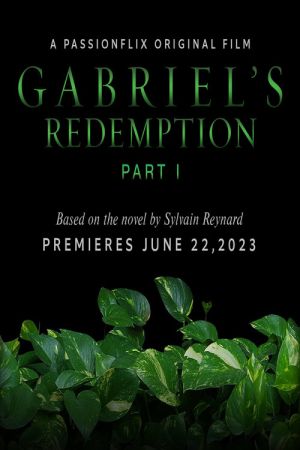 A PASSIONFLIX ORIGINAL FILM
GABRIEL'S
REDEMPTION
PART I
Based on the novel by Sylvain Reynard
PREMIERES JUNE 22,2023